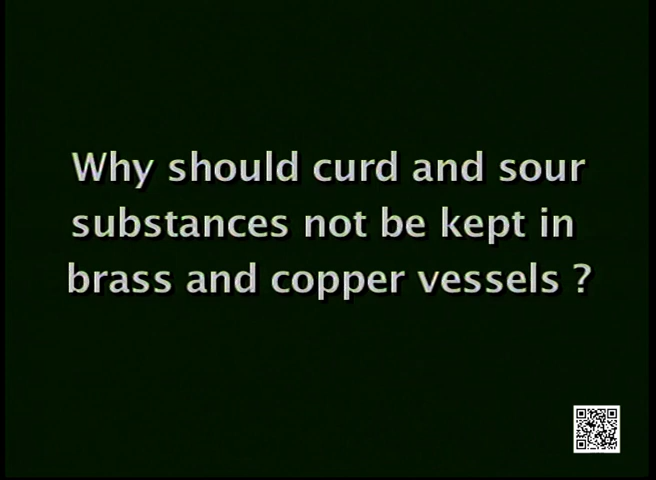 Why should curd and sour
substances not be kept in
brass and copper vessels ?